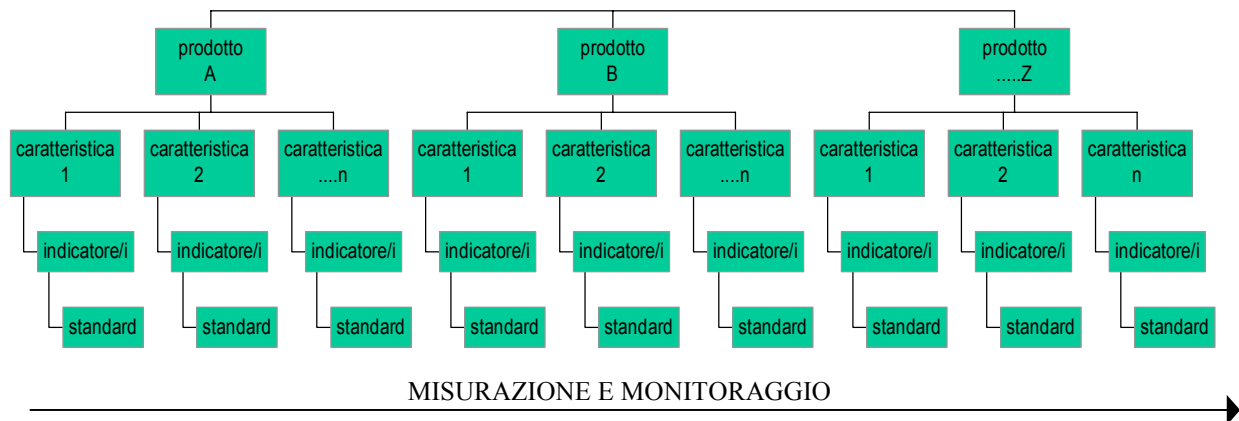 prodotto
A
prodotto
B
prodotto
.....Z
caratteristica
1
caratteristica
2
caratteristica
....n
caratteristica
1
caratteristica
2
caratteristica
....n
caratteristica
1
caratteristica
2
caratteristica
n
indicatore/i
indicatore/i
indicatore/i
indicatore/i
indicatore/i
indicatore/i
indicatore/i
indicatore/i
indicatore/i
standard
standard
standard
standard
standard
standard
standard
standard
standard
MISURAZIONE E MONITORAGGIO